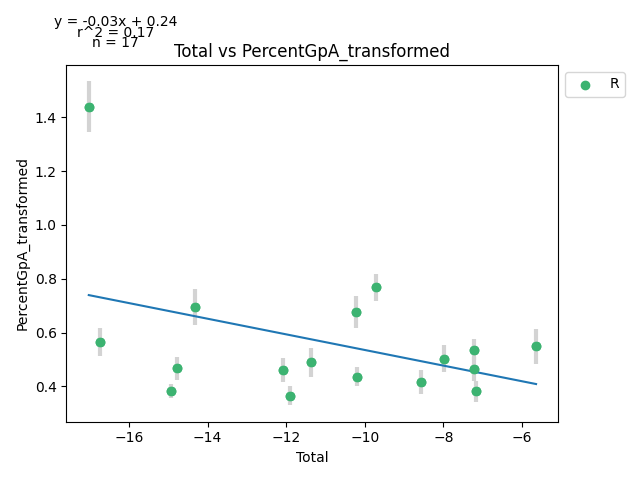 y = -0.03x + 0.24
r^2 = 0.17
n = 17
Total vs PercentGpA_transformed
R
PercentGpA_transformed
1.4
1.2
1.0
0.8
0.6
0.4
−16
−14
−12
−10
−8
−6
Total